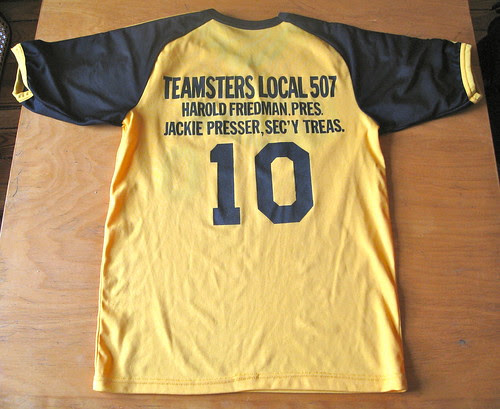 TEAMSTERS LOCAL 507
HAROLD FRIEDMAN, PRES.
JACKIE PRESSER, SEC'Y TREAS.
10